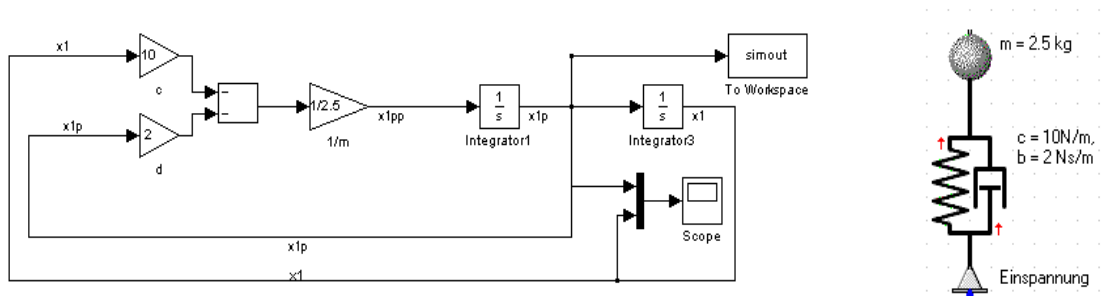 x1
10
c
x1p
2
d
1/2.5
1/m
x1pp
1
s
Integrator1
x1p
simout
To Workspace
1
s
Integrator3
x1
Scope
x1p
x1
m = 2.5 kg
c = 10N/m,
b = 2 Ns/m
Einspannung